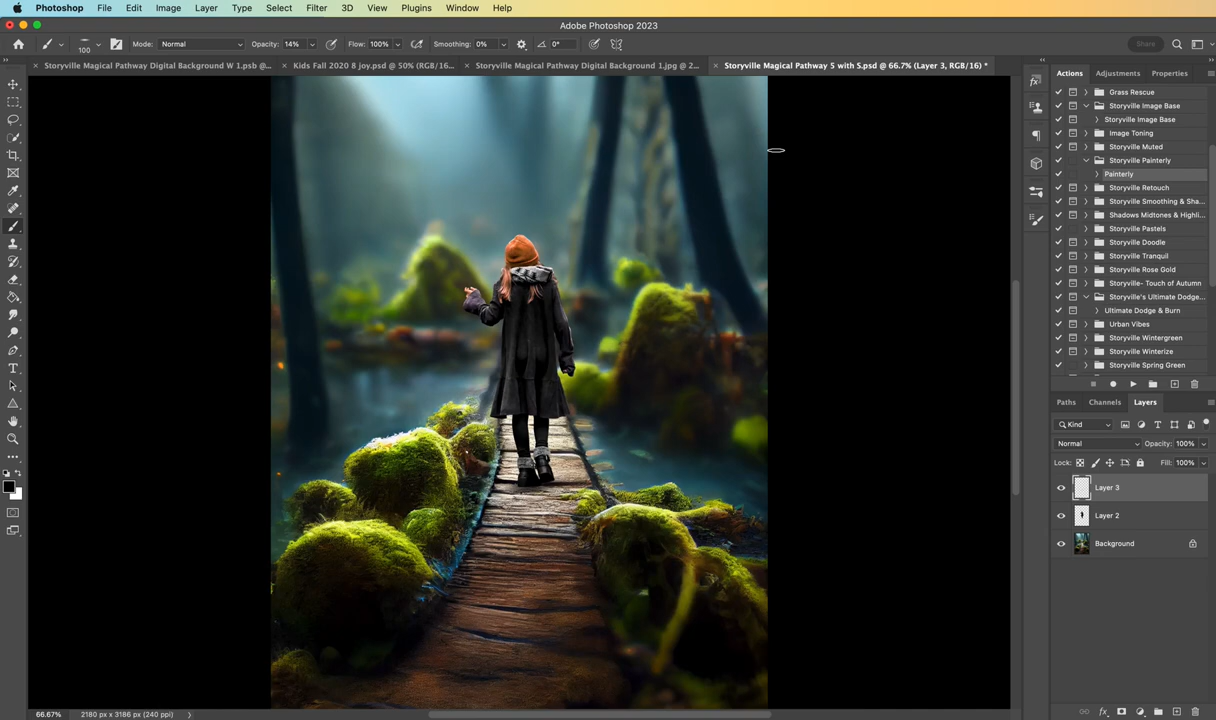 Photoshop File Edit Image Layer Type Select Filter 3D View Plugins Window Help
Adobe Photoshop 2023
100 Mode: Normal Opacity: 14% Flow: 100% Smoothing: 0% 0° Share
Storyville Magical Pathway Digital Background W 1.psb @... Kids Fall 2020 8 joy.psd @ 50% (RGB/16... Storyville Magical Pathway Digital Background 1.jpg @ 2... Storyville Magical Pathway 5 with S.psd @ 66.7% (Layer 3, RGB/16) *
Actions Adjustments Properties
Grass Rescue
Storyville Image Base
Storyville Image Base
Image Toning
Storyville Muted
Storyville Painterly
Painterly
Storyville Retouch
Storyville Smoothing & Sha...
Shadows Midtones & Highli...
Storyville Pastels
Storyville Doodle
Storyville Tranquil
Storyville Rose Gold
Storyville- Touch of Autumn
Storyville's Ultimate Dodge...
Ultimate Dodge & Burn
Urban Vibes
Storyville Wintergreen
Storyville Winterize
Storyville Spring Green
Paths Channels Layers
Kind
Normal Opacity: 100%
Lock: Fill: 100%
Layer 3
Layer 2
Background
66.67% 2180 px x 3186 px (240 ppi)